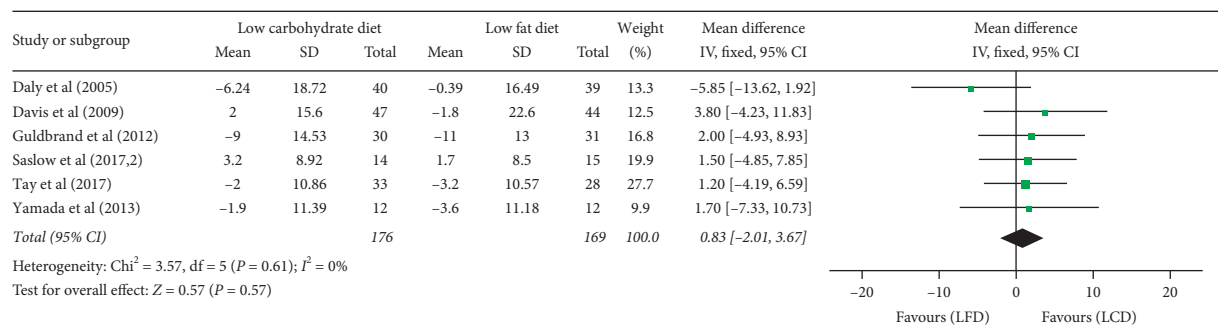 Study or subgroup Low carbohydrate diet Low fat diet Weight (%) Mean difference IV, fixed, 95% CI Mean difference IV, fixed, 95% CI
Mean SD Total Mean SD Total
Daly et al (2005) –6.24 18.72 40 –0.39 16.49 39 13.3 –5.85 [–13.62, 1.92]
Davis et al (2009) 2 15.6 47 –1.8 22.6 44 12.5 3.80 [–4.23, 11.83]
Guldbrand et al (2012) –9 14.53 30 –11 13 31 16.8 2.00 [–4.93, 8.93]
Saslow et al (2017,2) 3.2 8.92 14 1.7 8.5 15 19.9 1.50 [–4.85, 7.85]
Tay et al (2017) –2 10.86 33 –3.2 10.57 28 27.7 1.20 [–4.19, 6.59]
Yamada et al (2013) –1.9 11.39 12 –3.6 11.18 12 9.9 1.70 [–7.33, 10.73]
Total (95% CI) 176 169 100.0 0.83 [–2.01, 3.67]
Heterogeneity: Chi² = 3.57, df = 5 (P = 0.61); I² = 0%
Test for overall effect: Z = 0.57 (P = 0.57)
–20 –10 0 10 20
Favours (LFD) Favours (LCD)